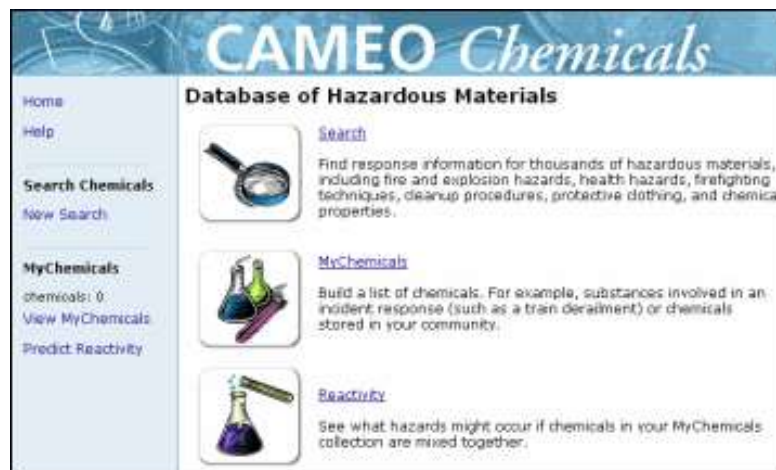 CAMEO Chemicals
Home
Help
Search Chemicals
New Search
MyChemicals
chemicals: 0
View MyChemicals
Predict Reactivity
Database of Hazardous Materials
Search
Find response information for thousands of hazardous materials,
including fire and explosion hazards, health hazards, firefighting
techniques, cleanup procedures, protective clothing, and chemica
properties.
MyChemicals
Build a list of chemicals. For example, substances involved in an
incident response (such as a train derailment) or chemicals
stored in your community.
Reactivity
See what hazards might occur if chemicals in your MyChemicals
collection are mixed together.